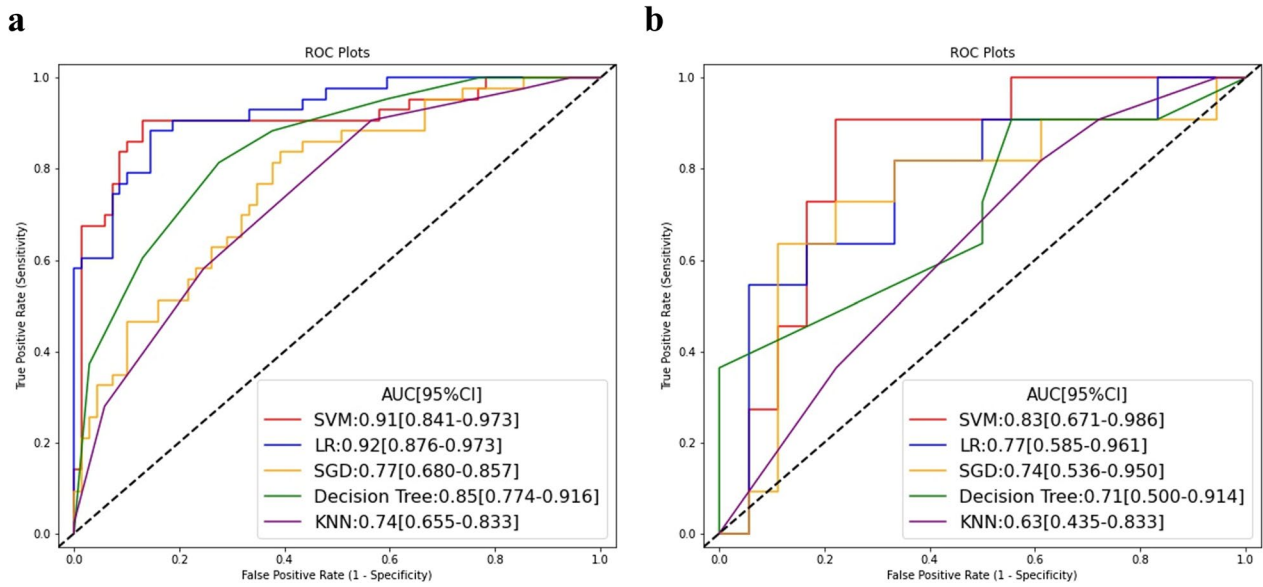 a
ROC Plots
True Positive Rate (Sensitivity)
1.0
0.8
0.6
0.4
0.2
0.0
0.0 0.2 0.4 0.6 0.8 1.0
False Positive Rate (1 - Specificity)
AUC[95%CI]
SVM:0.91[0.841-0.973]
LR:0.92[0.876-0.973]
SGD:0.77[0.680-0.857]
Decision Tree:0.85[0.774-0.916]
KNN:0.74[0.655-0.833]
b
ROC Plots
True Positive Rate (Sensitivity)
1.0
0.8
0.6
0.4
0.2
0.0
0.0 0.2 0.4 0.6 0.8 1.0
False Positive Rate (1 - Specificity)
AUC[95%CI]
SVM:0.83[0.671-0.986]
LR:0.77[0.585-0.961]
SGD:0.74[0.536-0.950]
Decision Tree:0.71[0.500-0.914]
KNN:0.63[0.435-0.833]